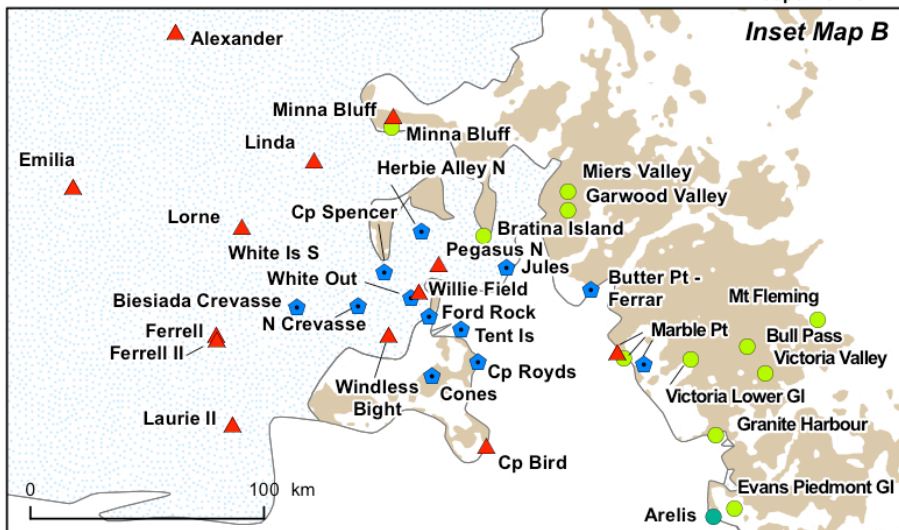 Inset Map B
Alexander
Minna Bluff
Minna Bluff
Linda
Herbie Alley N
Emilia
Miers Valley
Garwood Valley
Cp Spencer
Lorne
Bratina Island
White Is S
Pegasus N
White Out
Jules
Willie Field
Butter Pt -
Ferrar
Biesiada Crevasse
Ford Rock
Mt Fleming
N Crevasse
Tent Is
Marble Pt
Ferrell
Bull Pass
Ferrell II
Victoria Valley
Cp Royds
Windless
Bight
Cones
Victoria Lower Gl
Laurie II
Granite Harbour
Cp Bird
0 100 km
Evans Piedmont Gl
Arelis